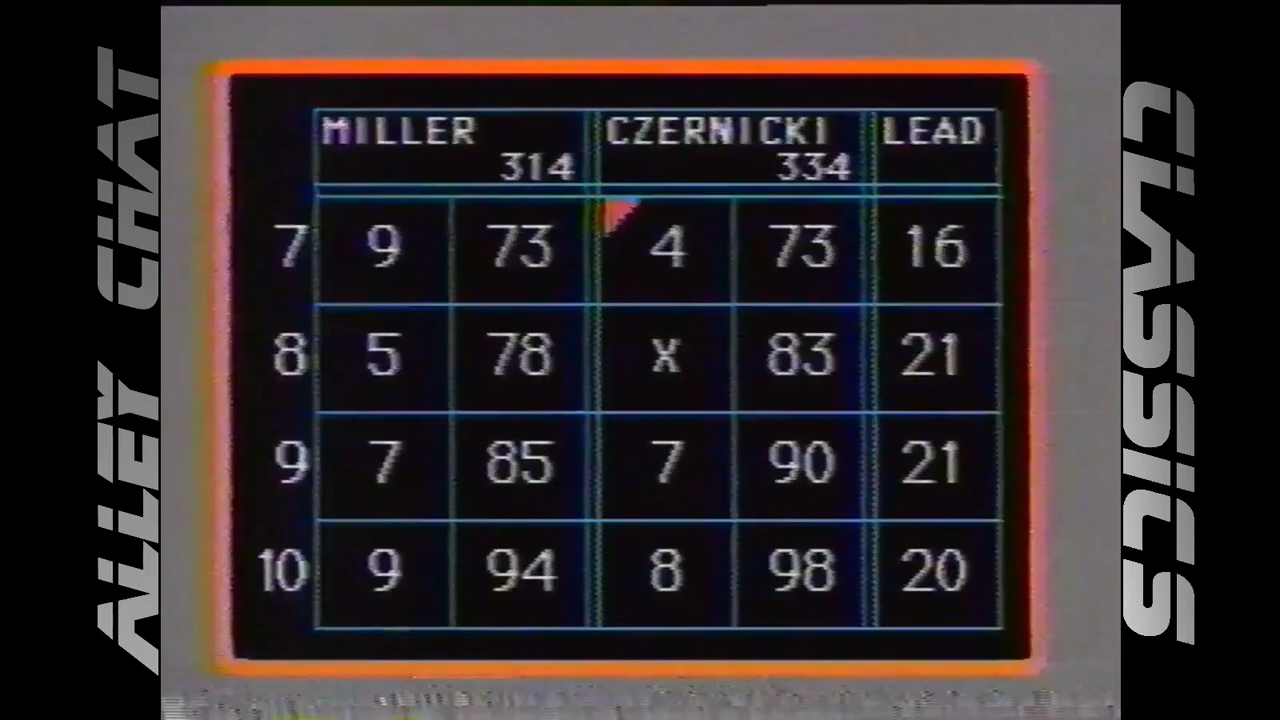 ALLEY CHAT
MILLER CZERNICKI LEAD
314 334
7 9 73 4 73 16
8 5 78 X 83 21
9 7 85 7 90 21
10 9 94 8 98 20
CLASSICS